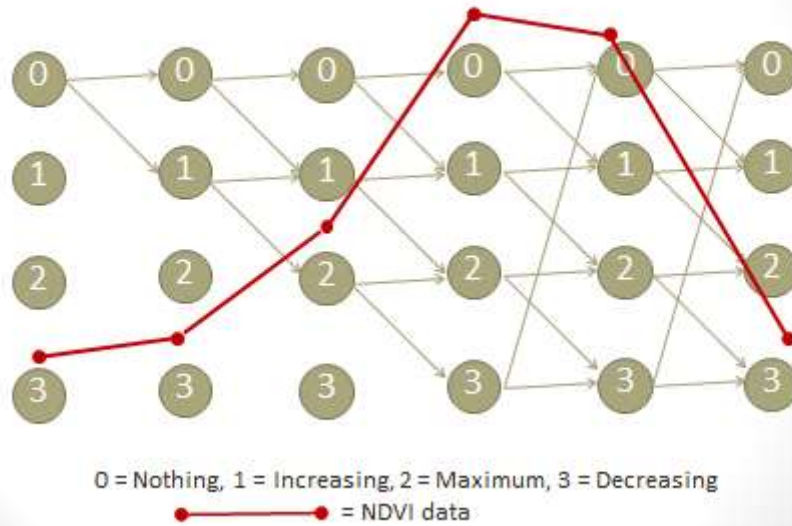 0 0 0 0 0 0
1 1 1 1 1 1
2 2 2 2 2 2
3 3 3 3 3 3
0 = Nothing, 1 = Increasing, 2 = Maximum, 3 = Decreasing
= NDVI data